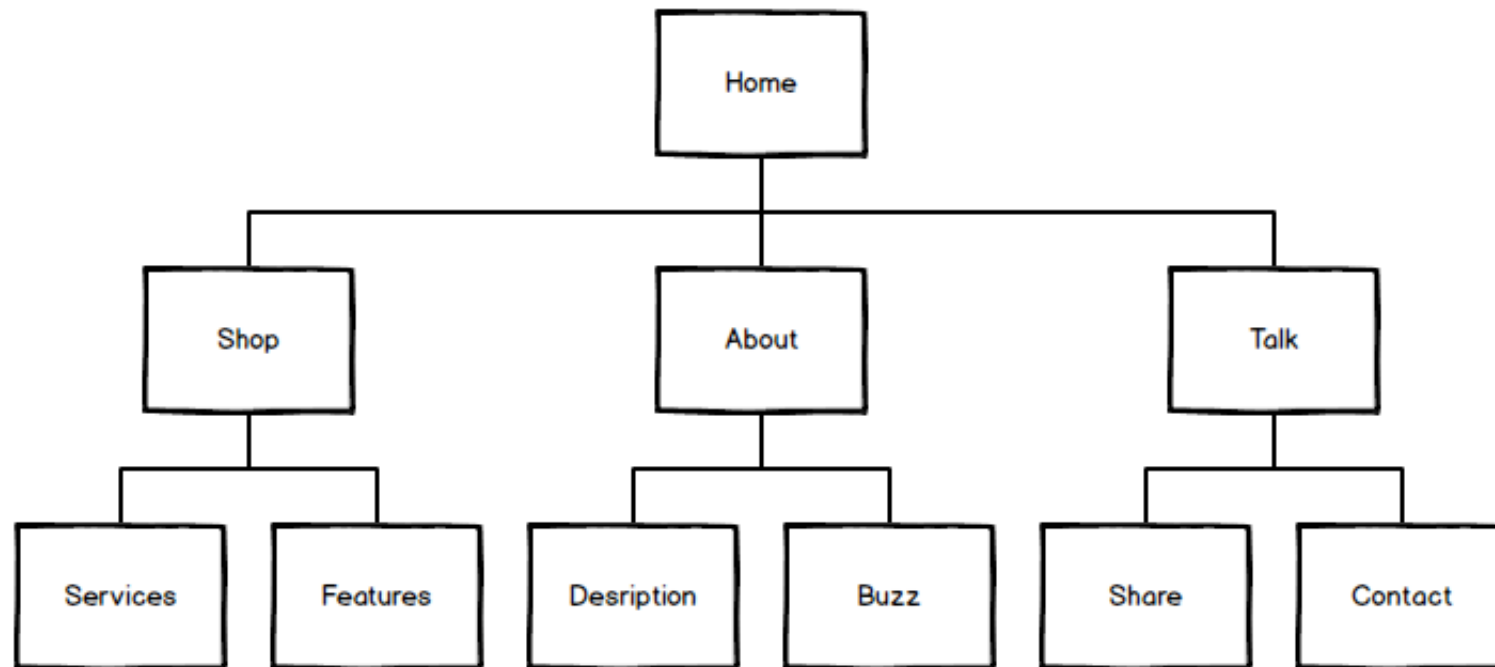 Home
Shop
About
Talk
Services
Features
Desription
Buzz
Share
Contact